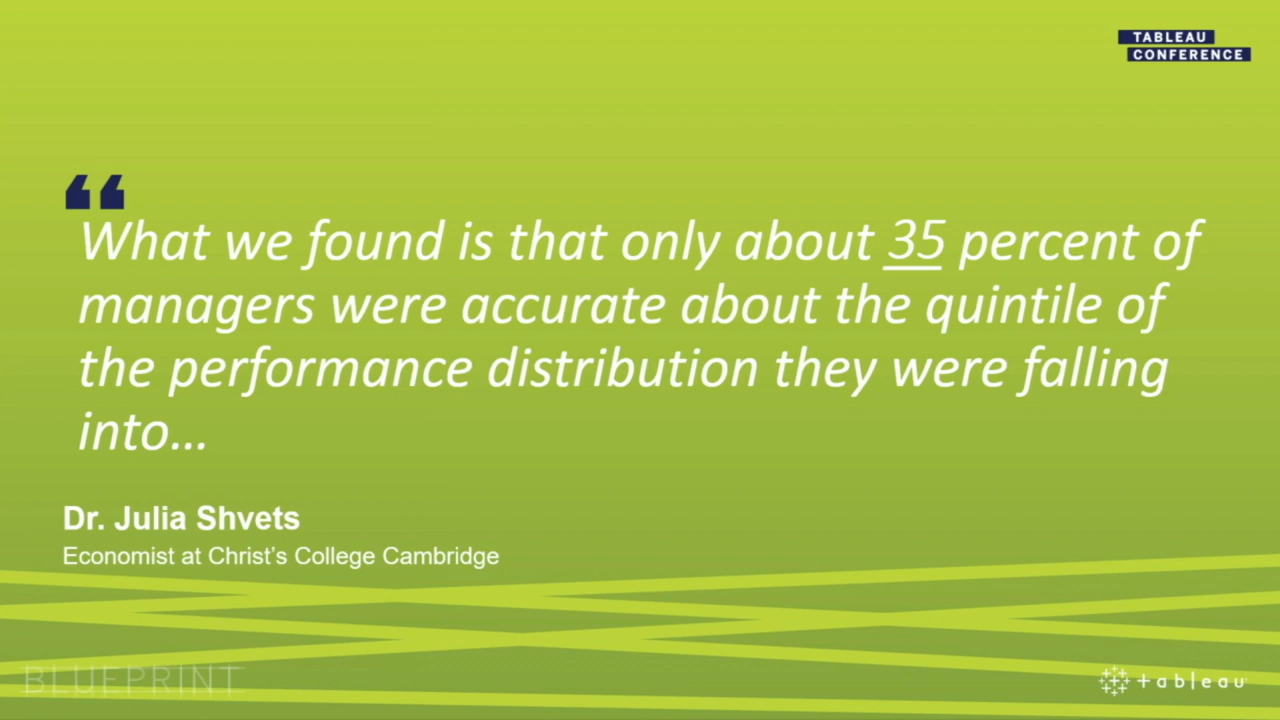 TABLEAU
CONFERENCE
“
What we found is that only about 35 percent of
managers were accurate about the quintile of
the performance distribution they were falling
into...
Dr. Julia Shvets
Economist at Christ’s College Cambridge
BLUEPRINT
+ableau